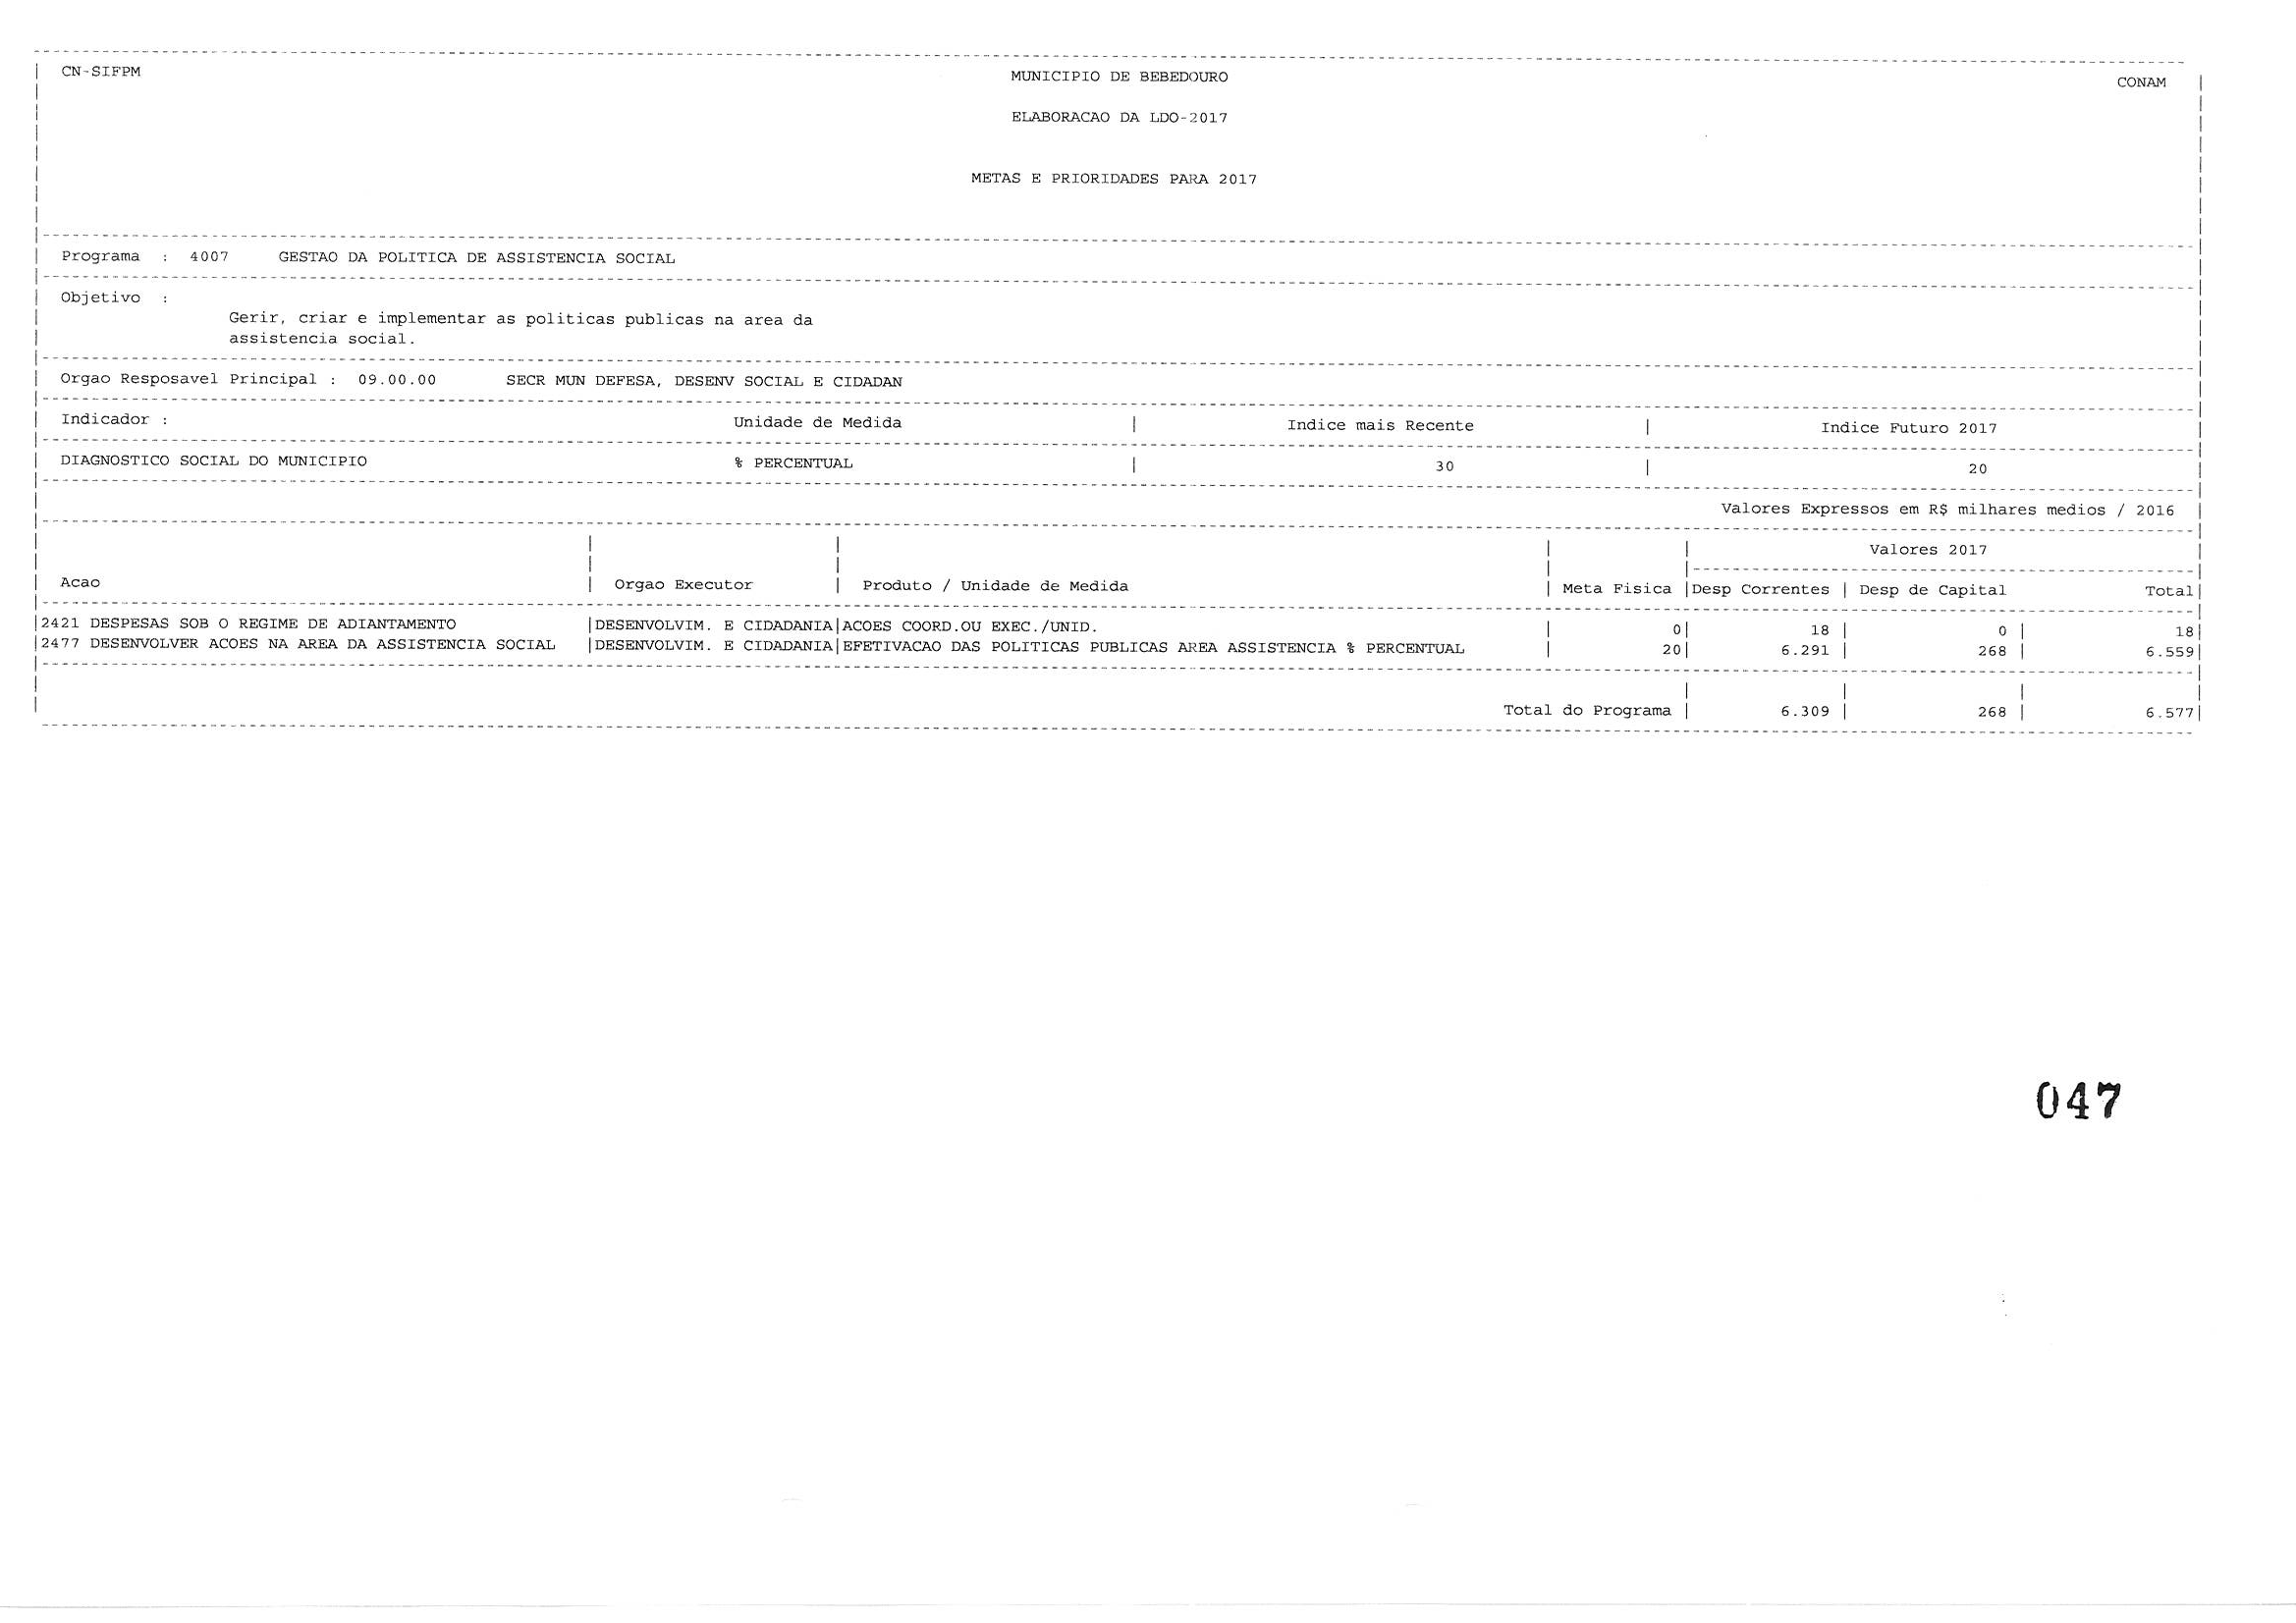 CN-SIFPM MUNICIPIO DE BEBEDOURO CONAM
ELABORACAO DA LDO-2017
METAS E PRIORIDADES PARA 2017
Programa : 4007 GESTAO DA POLITICA DE ASSISTENCIA SOCIAL
Objetivo :
Gerir, criar e implementar as politicas publicas na area da
assistencia social.
Orgao Resposavel Principal : 09.00.00 SECR MUN DEFESA, DESENV SOCIAL E CIDADAN
Indicador : Unidade de Medida | Indice mais Recente | Indice Futuro 2017
DIAGNOSTICO SOCIAL DO MUNICIPIO % PERCENTUAL | 30 | 20
Valores Expressos em R$ milhares medios / 2016
Valores 2017
Acao | Orgao Executor | Produto / Unidade de Medida | Meta Fisica |Desp Correntes | Desp de Capital Total|
|2421 DESPESAS SOB O REGIME DE ADIANTAMENTO |DESENVOLVIM. E CIDADANIA|ACOES COORD.OU EXEC./UNID. | 0| 18 | 0 | 18|
|2477 DESENVOLVER ACOES NA AREA DA ASSISTENCIA SOCIAL |DESENVOLVIM. E CIDADANIA|EFETIVACAO DAS POLITICAS PUBLICAS AREA ASSISTENCIA % PERCENTUAL | 20| 6.291 | 268 | 6.559|
Total do Programa | 6.309 | 268 | 6.577|
047